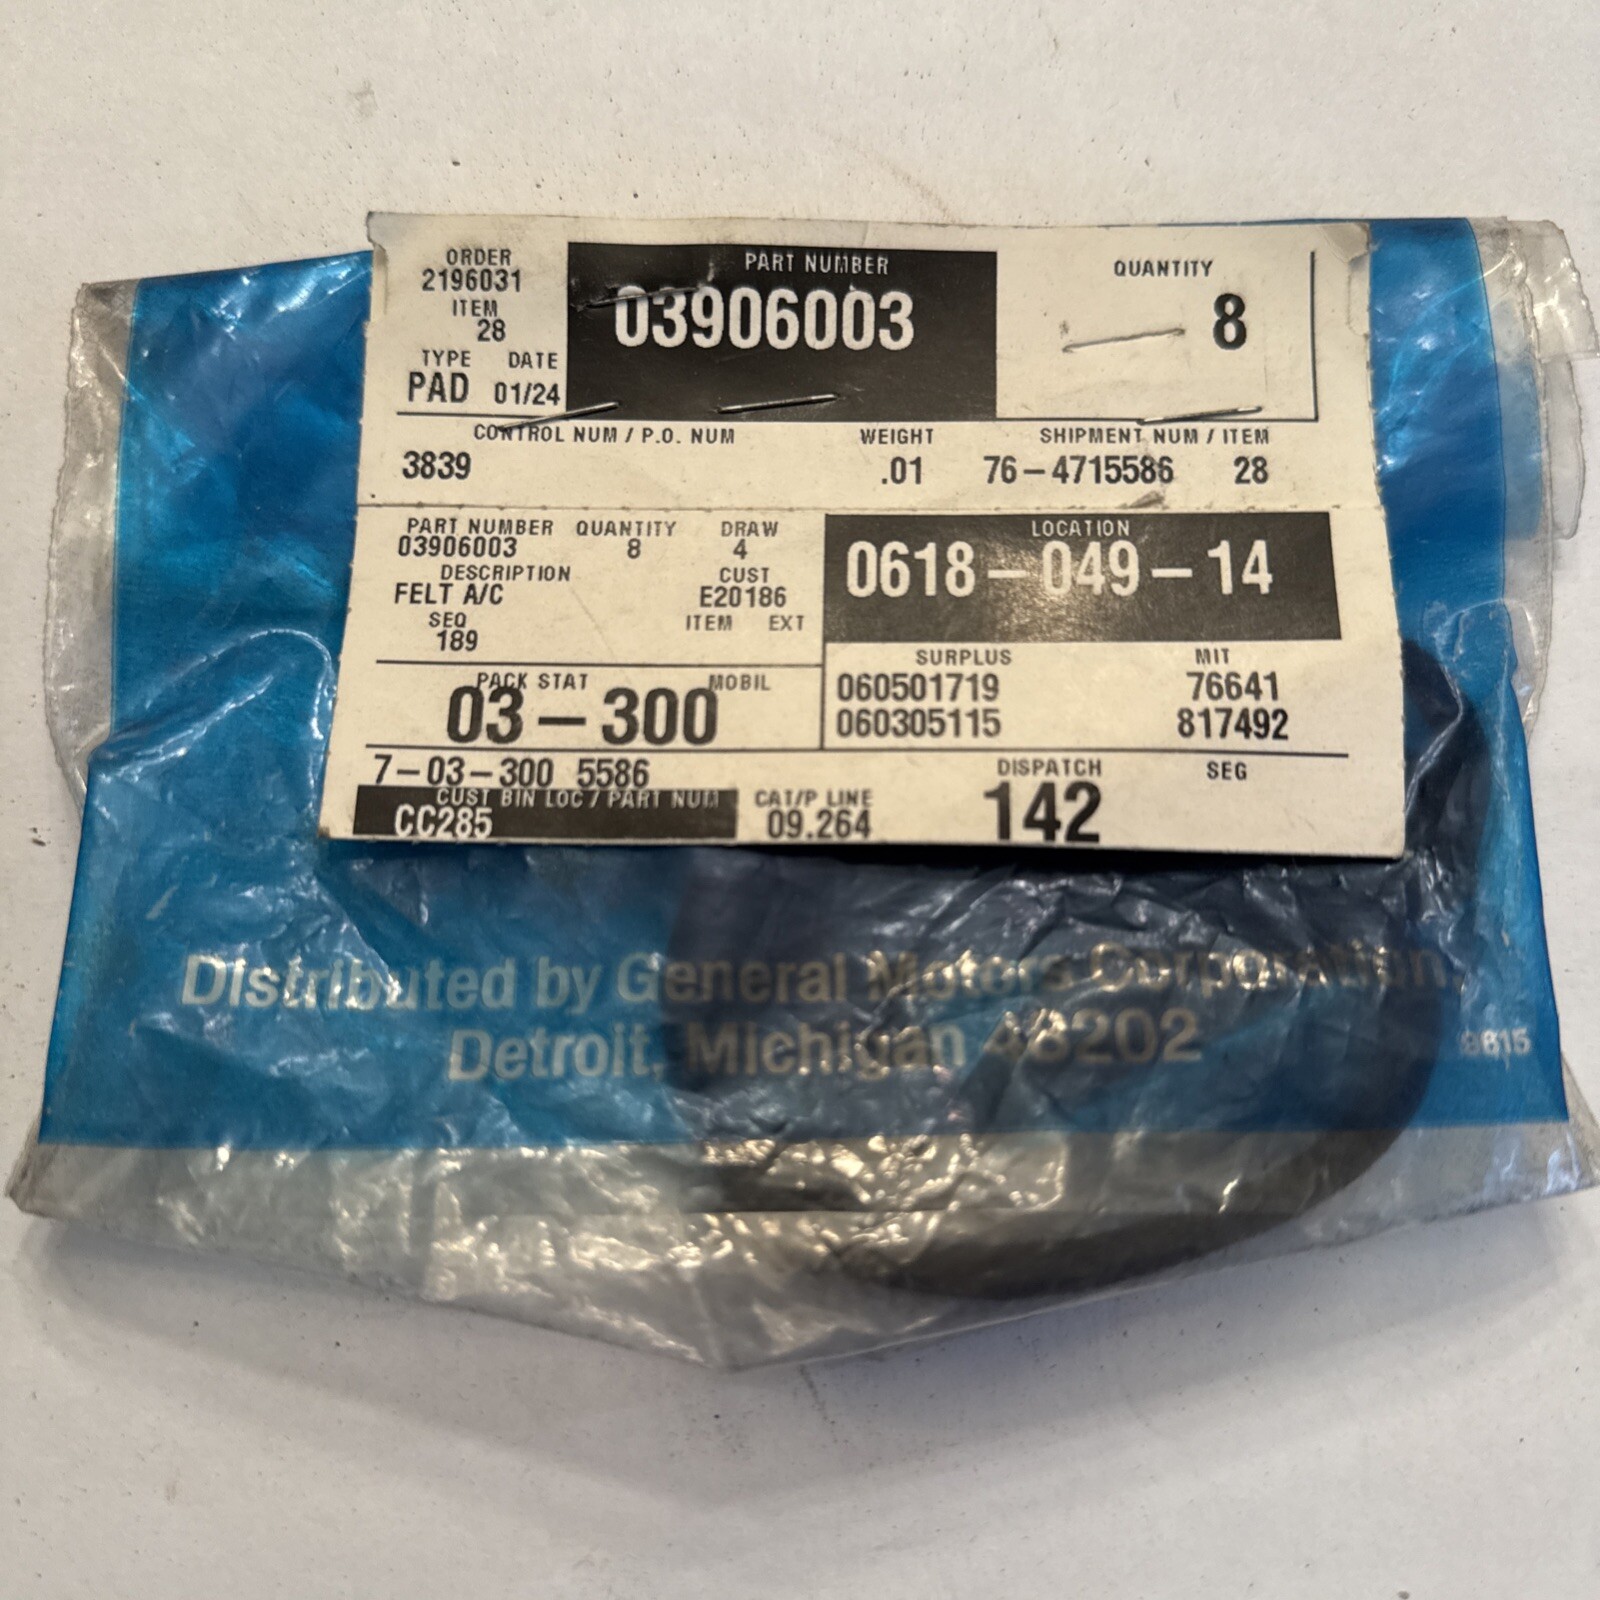 ORDER PART NUMBER QUANTITY
2196031 03906003 8
ITEM
28
TYPE DATE
PAD 01/24
CONTROL NUM / P.O. NUM WEIGHT SHIPMENT NUM / ITEM
3839 .01 76-4715586 28
PART NUMBER QUANTITY DRAW LOCATION
03906003 8 4 0618-049-14
DESCRIPTION CUST
FELT A/C E20186
SEQ ITEM EXT
189
SURPLUS MIT
PACK STAT MOBIL 060501719 76641
03-300 060305115 817492
7-03-300 5586 DISPATCH SEG
CUST BIN LOC / PART NUM CAT/P LINE 142
CC285 09.264
Distributed by General Motors Corporation,
Detroit, Michigan 48202